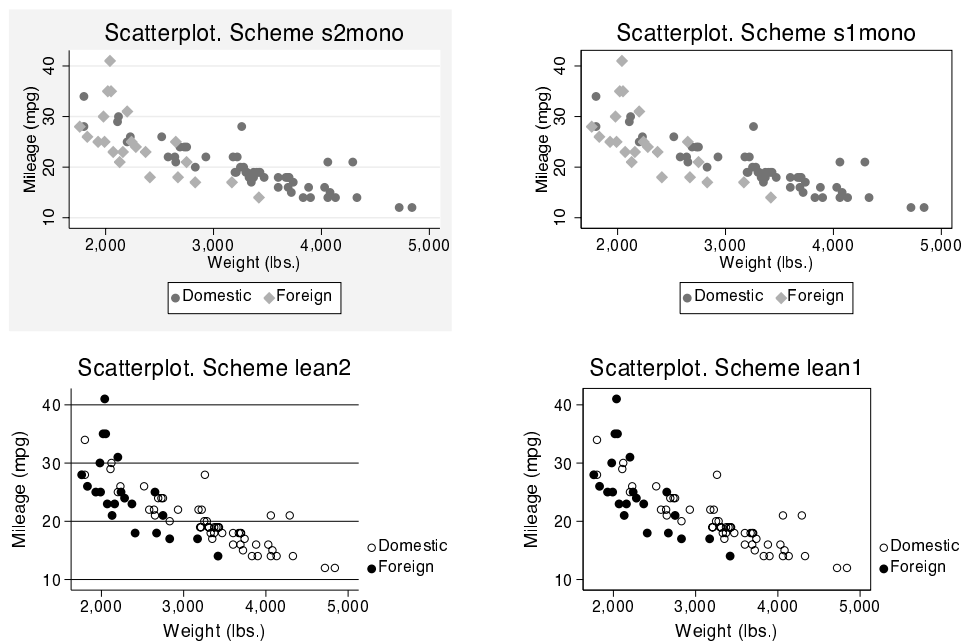 Scatterplot. Scheme s2mono
Mileage (mpg)
40
30
20
10
2,000 3,000 4,000 5,000
Weight (lbs.)
Domestic Foreign
Scatterplot. Scheme s1mono
Mileage (mpg)
40
30
20
10
2,000 3,000 4,000 5,000
Weight (lbs.)
Domestic Foreign
Scatterplot. Scheme lean2
Mileage (mpg)
40
30
20
10
2,000 3,000 4,000 5,000
Weight (lbs.)
Domestic
Foreign
Scatterplot. Scheme lean1
Mileage (mpg)
40
30
20
10
2,000 3,000 4,000 5,000
Weight (lbs.)
Domestic
Foreign